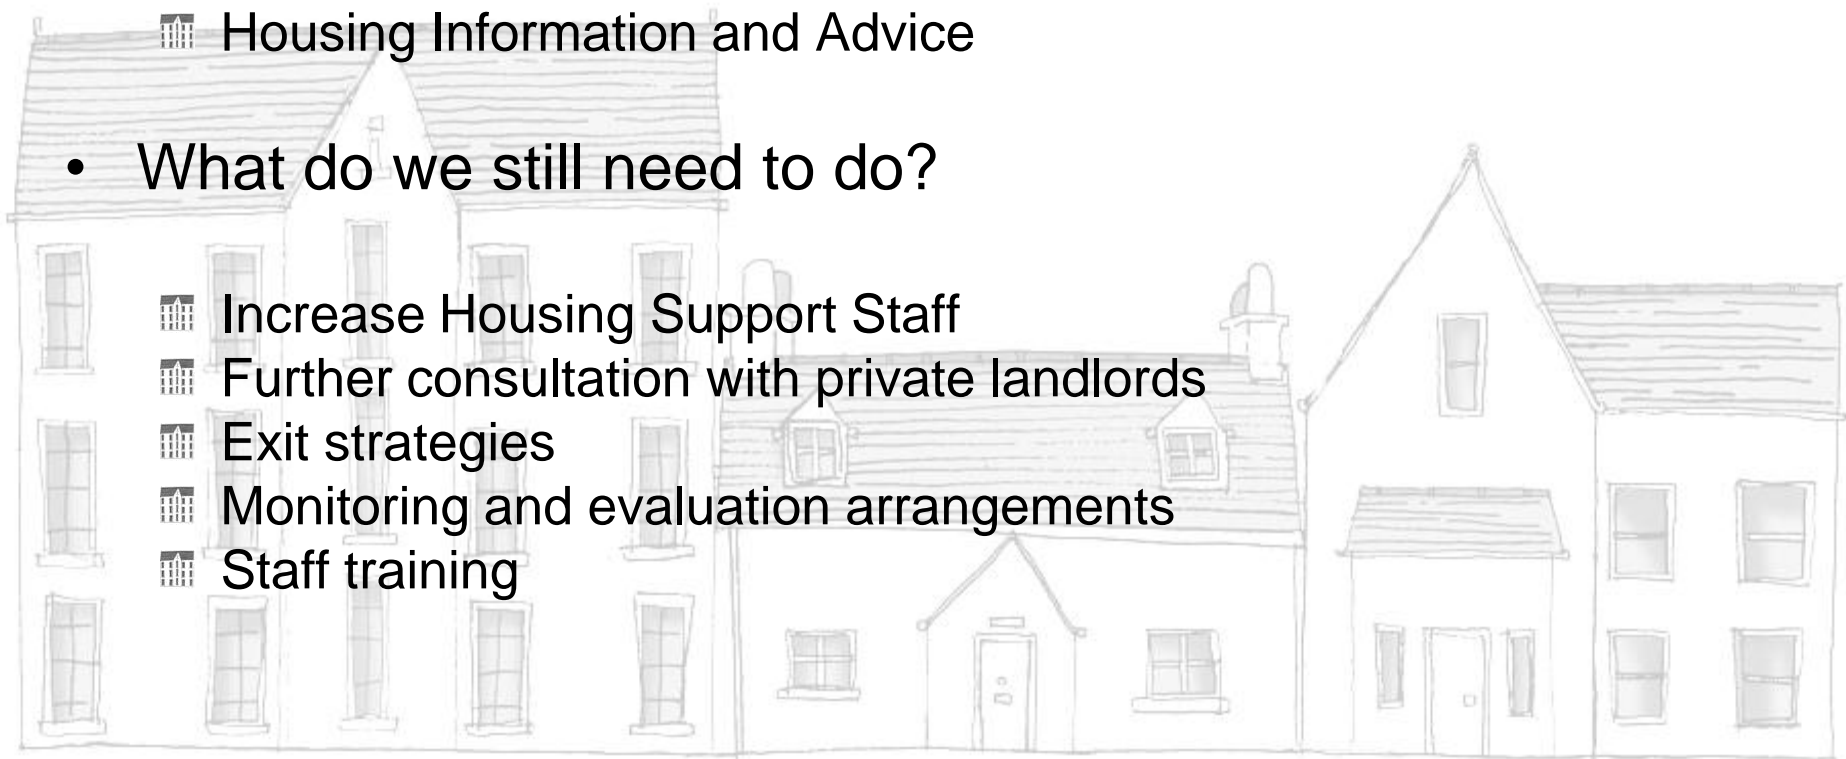 Housing Information and Advice
• What do we still need to do?
Increase Housing Support Staff
Further consultation with private landlords
Exit strategies
Monitoring and evaluation arrangements
Staff training